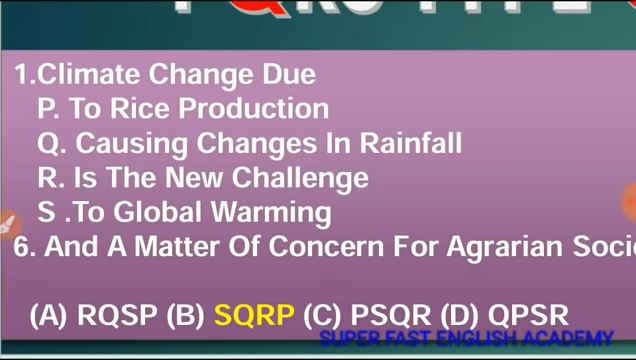 1.Climate Change Due
P. To Rice Production
Q. Causing Changes In Rainfall
R. Is The New Challenge
S .To Global Warming
6. And A Matter Of Concern For Agrarian
(A) RQSP (B) SQRP (C) PSQR (D) QPSR
SUPER FAST ENGLISH ACADEMY